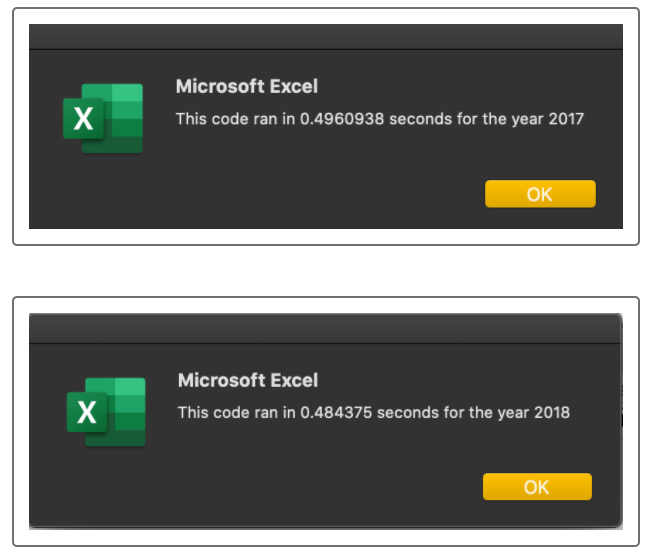 Microsoft Excel
X
This code ran in 0.4960938 seconds for the year 2017
OK
Microsoft Excel
X
This code ran in 0.484375 seconds for the year 2018
OK